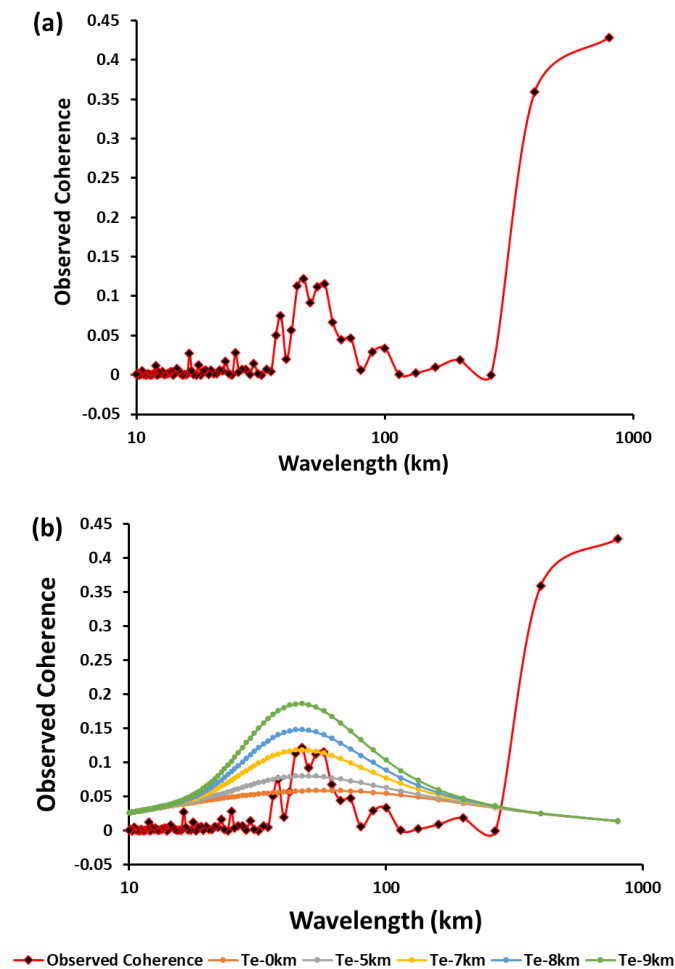 (a)
0.45
0.4
0.35
0.3
0.25
0.2
0.15
0.1
0.05
0
-0.05
Observed Coherence
10 100 1000
Wavelength (km)
(b)
0.45
0.4
0.35
0.3
0.25
0.2
0.15
0.1
0.05
0
-0.05
Observed Coherence
10 100 1000
Wavelength (km)
Observed Coherence Te-0km Te-5km Te-7km Te-8km Te-9km